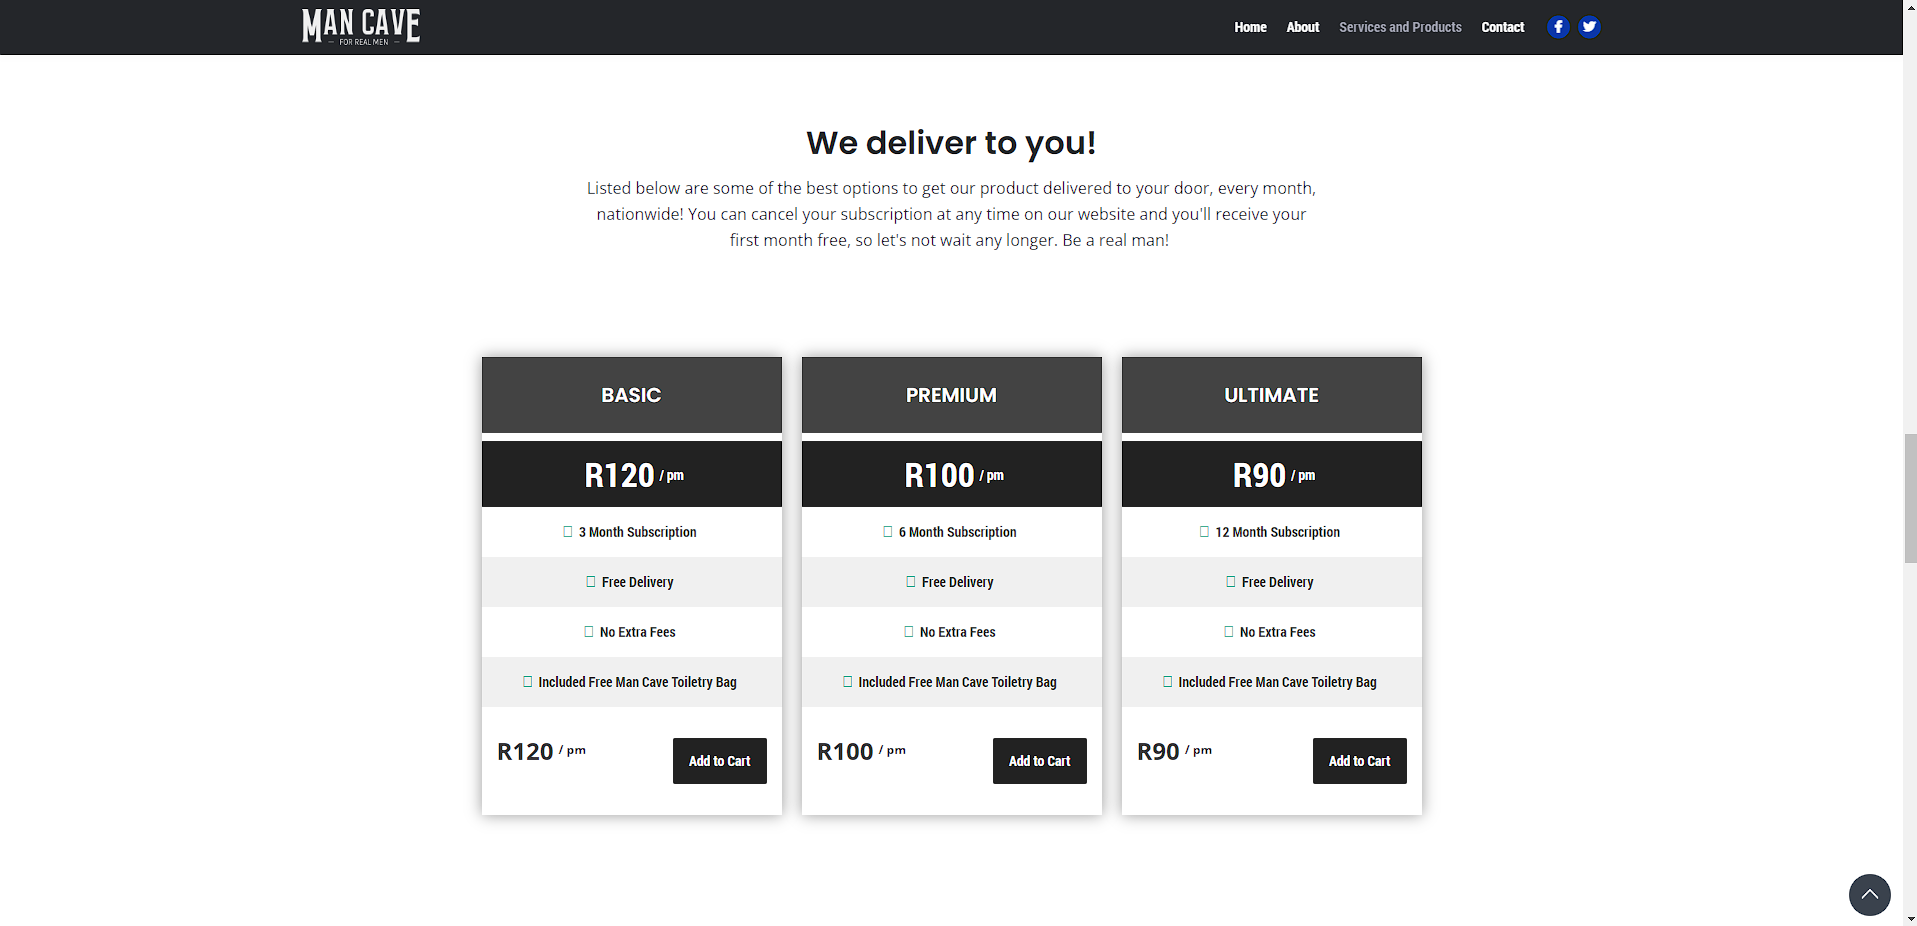 MAN CAVE
– FOR REAL MEN –
Home About Services and Products Contact
We deliver to you!
Listed below are some of the best options to get our product delivered to your door, every month,
nationwide! You can cancel your subscription at any time on our website and you'll receive your
first month free, so let's not wait any longer. Be a real man!
BASIC
R120 / pm
3 Month Subscription
Free Delivery
No Extra Fees
Included Free Man Cave Toiletry Bag
R120 / pm Add to Cart
PREMIUM
R100 / pm
6 Month Subscription
Free Delivery
No Extra Fees
Included Free Man Cave Toiletry Bag
R100 / pm Add to Cart
ULTIMATE
R90 / pm
12 Month Subscription
Free Delivery
No Extra Fees
Included Free Man Cave Toiletry Bag
R90 / pm Add to Cart